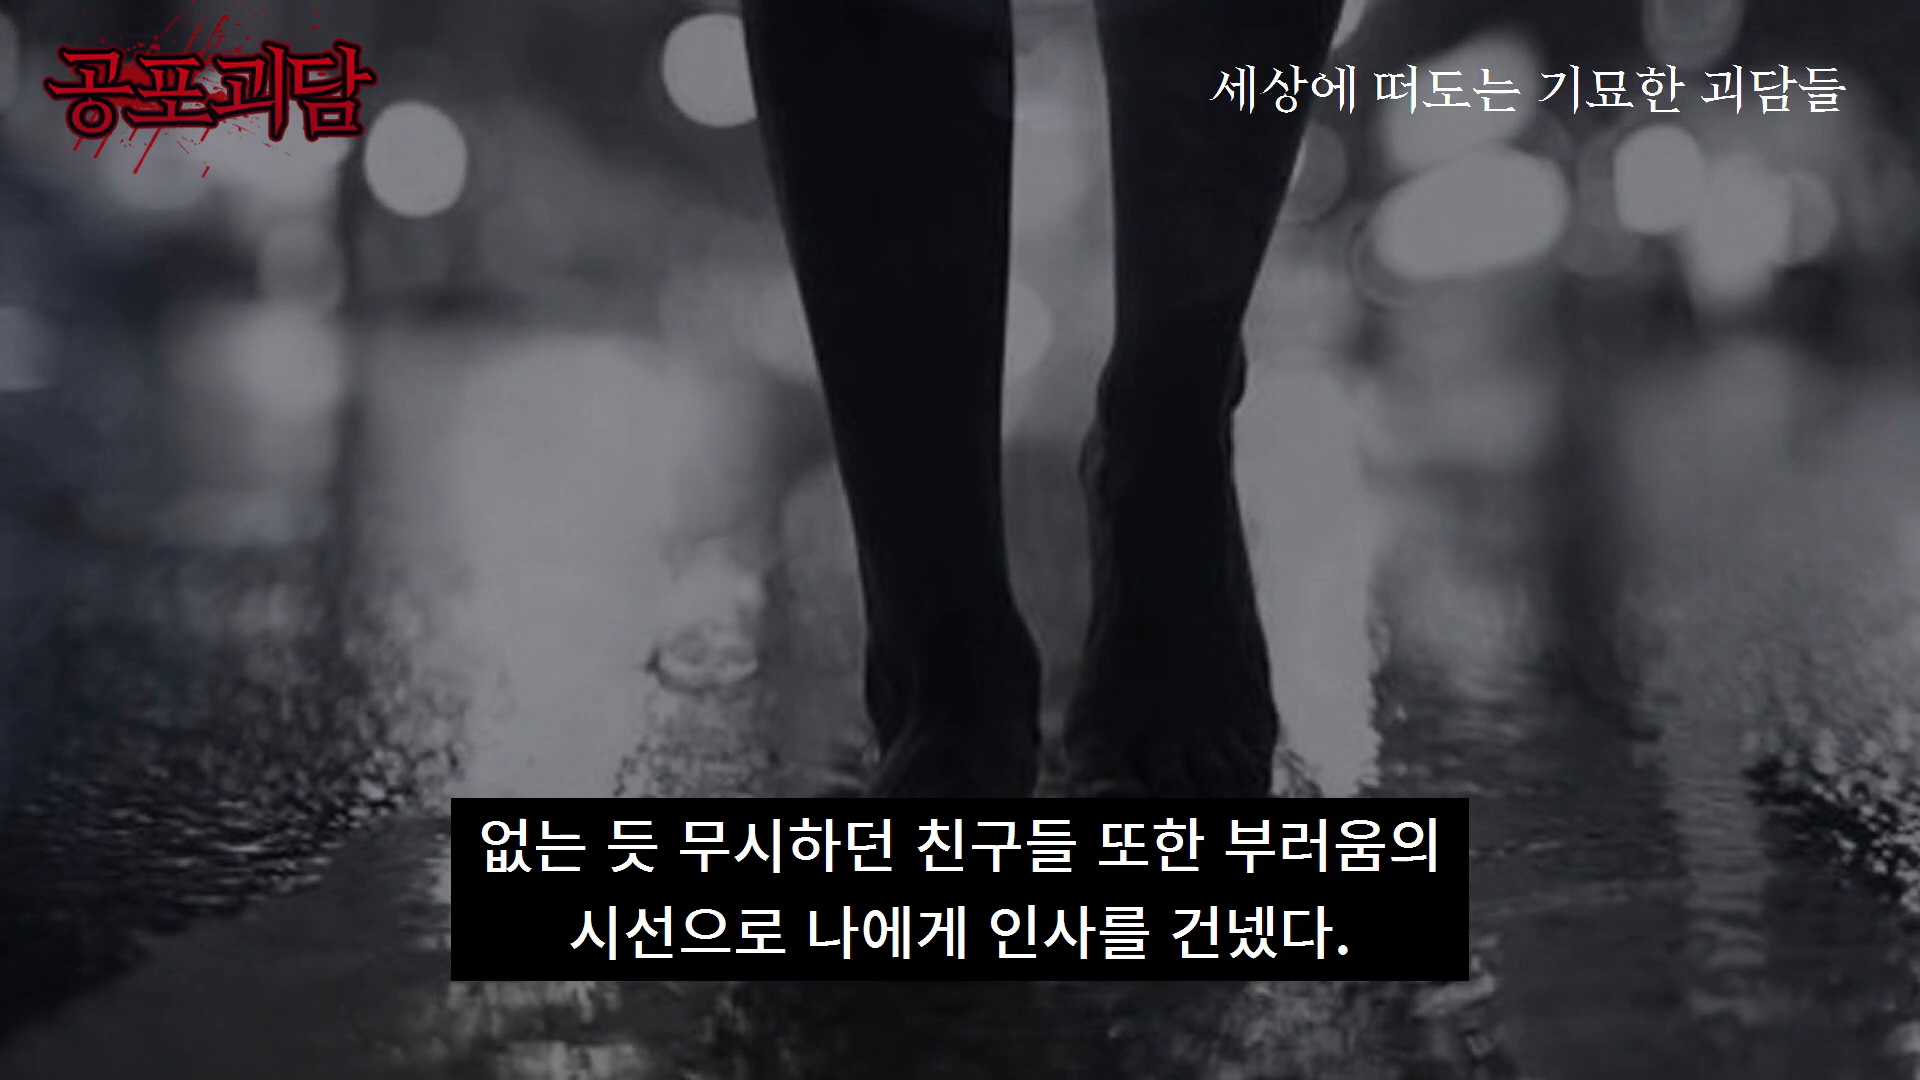 공포괴담
세상에 떠도는 기묘한 괴담들
없는 듯 무시하던 친구들 또한 부러움의
시선으로 나에게 인사를 건넸다.